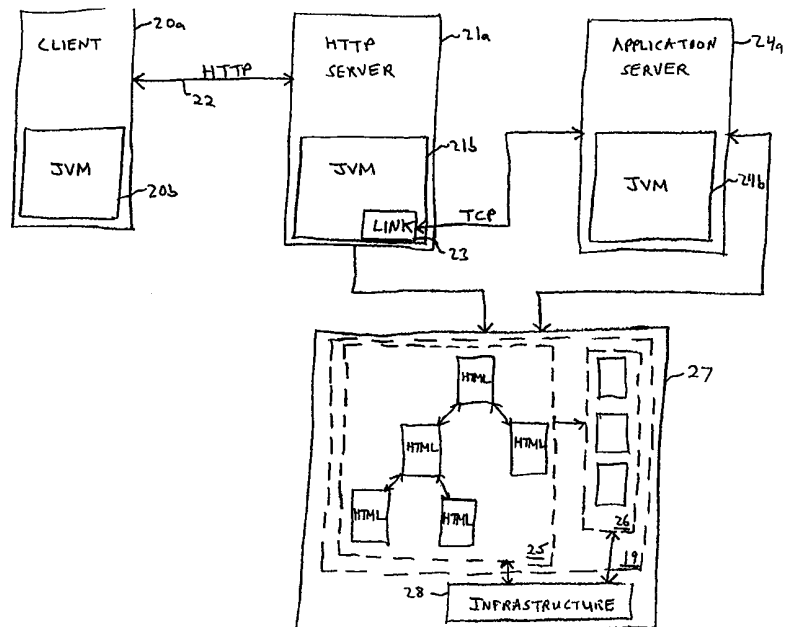 CLIENT
20a
HTTP
22
JVM
20b
HTTP
SERVER
21a
JVM
21b
LINK
23
TCP
APPLICATION
SERVER
24a
JVM
24b
27
HTML
HTML
HTML
HTML
HTML
25
26
19
28
INFRASTRUCTURE